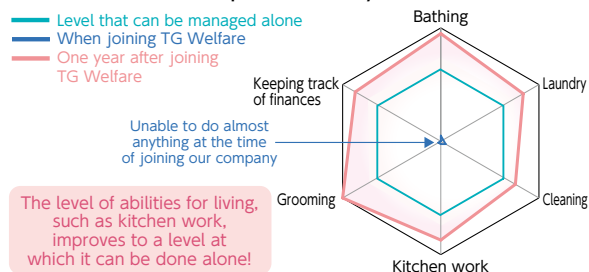 Level that can be managed alone
When joining TG Welfare
One year after joining
TG Welfare
Bathing
Keeping track
of finances
Laundry
Unable to do almost
anything at the time
of joining our company
Grooming
Cleaning
Kitchen work
The level of abilities for living,
such as kitchen work,
improves to a level at
which it can be done alone!